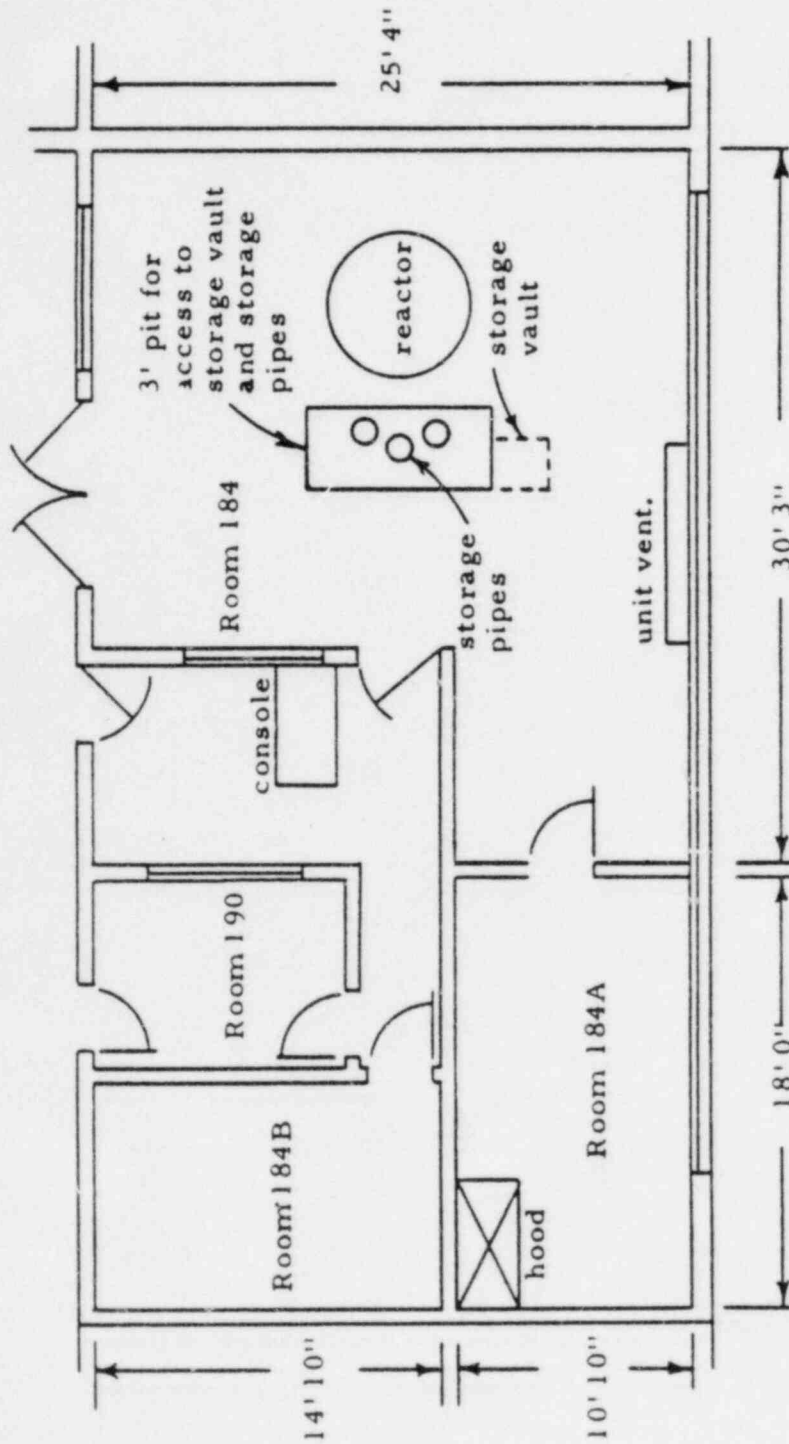 25' 4"
3' pit for
access to
storage vault
and storage
pipes
reactor
storage
vault
Room 184
storage
pipes
unit vent.
30' 3"
console
Room 190
Room 184A
18' 0"
Room 184B
hood
14' 10"
10' 10"